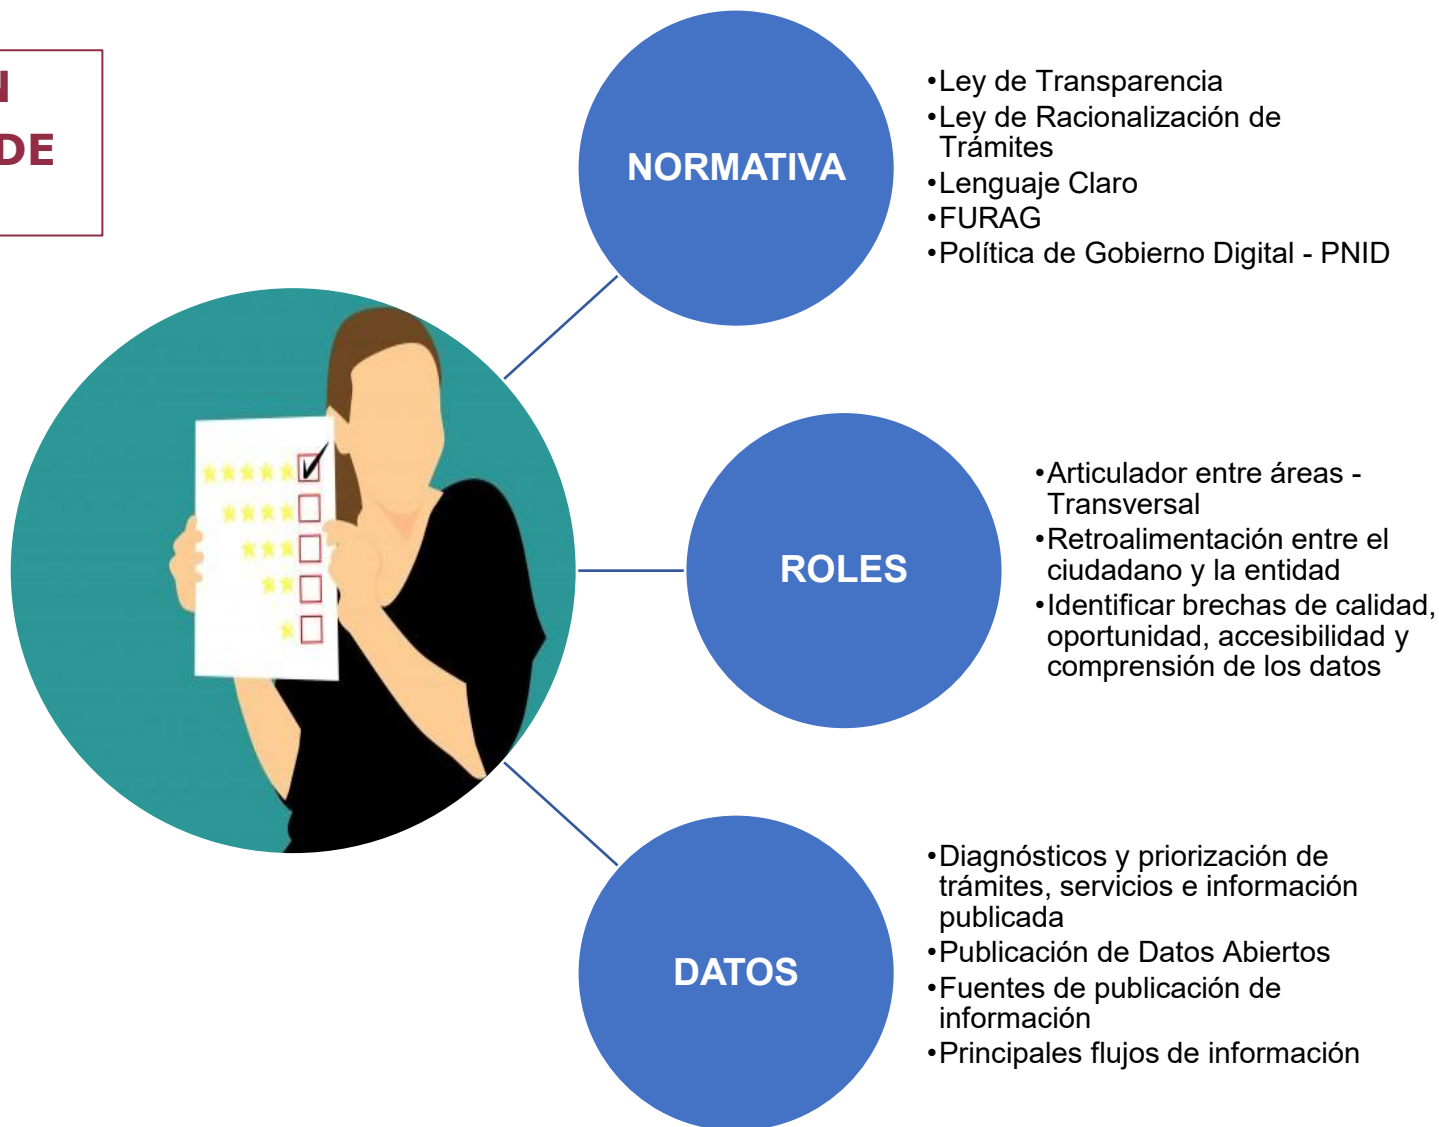 N
DE
NORMATIVA
•Ley de Transparencia
•Ley de Racionalización de
Trámites
•Lenguaje Claro
•FURAG
•Política de Gobierno Digital - PNID
ROLES
•Articulador entre áreas -
Transversal
•Retroalimentación entre el
ciudadano y la entidad
•Identificar brechas de calidad,
oportunidad, accesibilidad y
comprensión de los datos
DATOS
•Diagnósticos y priorización de
trámites, servicios e información
publicada
•Publicación de Datos Abiertos
•Fuentes de publicación de
información
•Principales flujos de información